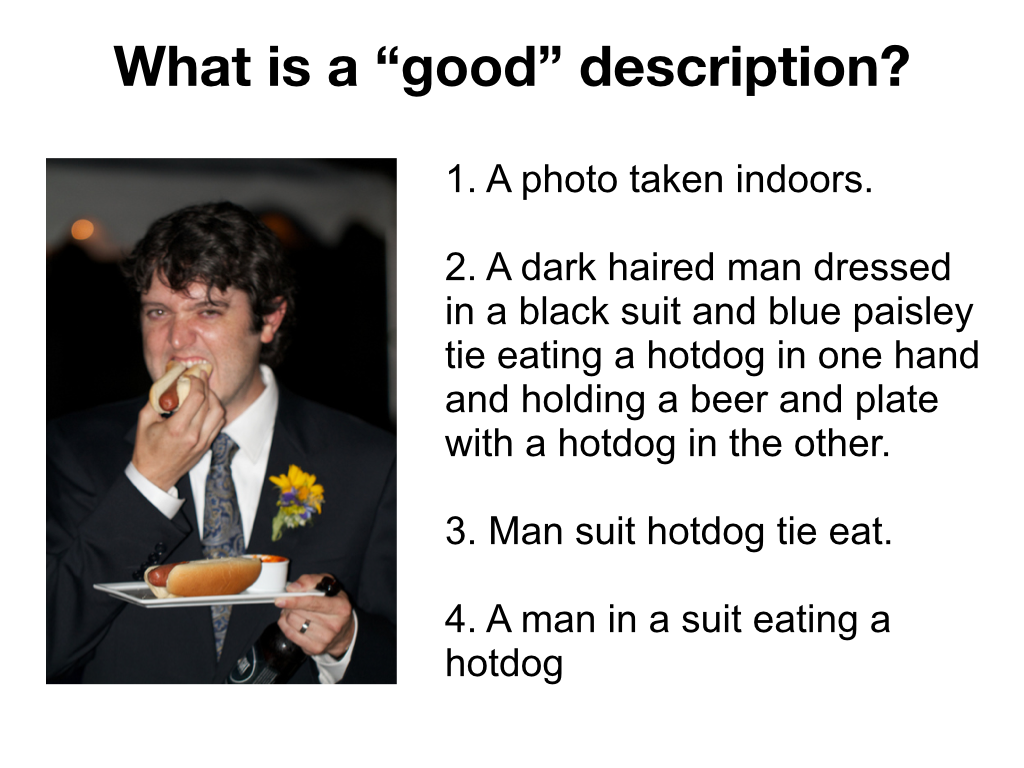 What is a “good” description?
1. A photo taken indoors.
2. A dark haired man dressed
in a black suit and blue paisley
tie eating a hotdog in one hand
and holding a beer and plate
with a hotdog in the other.
3. Man suit hotdog tie eat.
4. A man in a suit eating a
hotdog